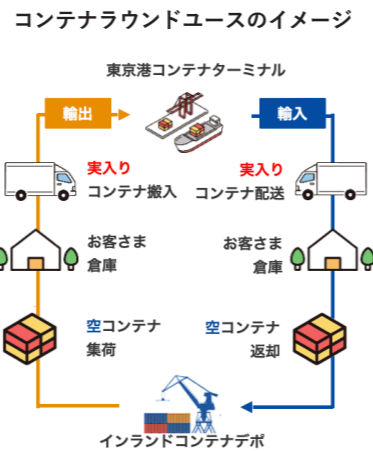 コンテナラウンドユースのイメージ
東京港コンテナターミナル
輸出
輸入
実入り
コンテナ搬入
実入り
コンテナ配送
お客さま
倉庫
お客さま
倉庫
空コンテナ
集荷
空コンテナ
返却
インランドコンテナデポ